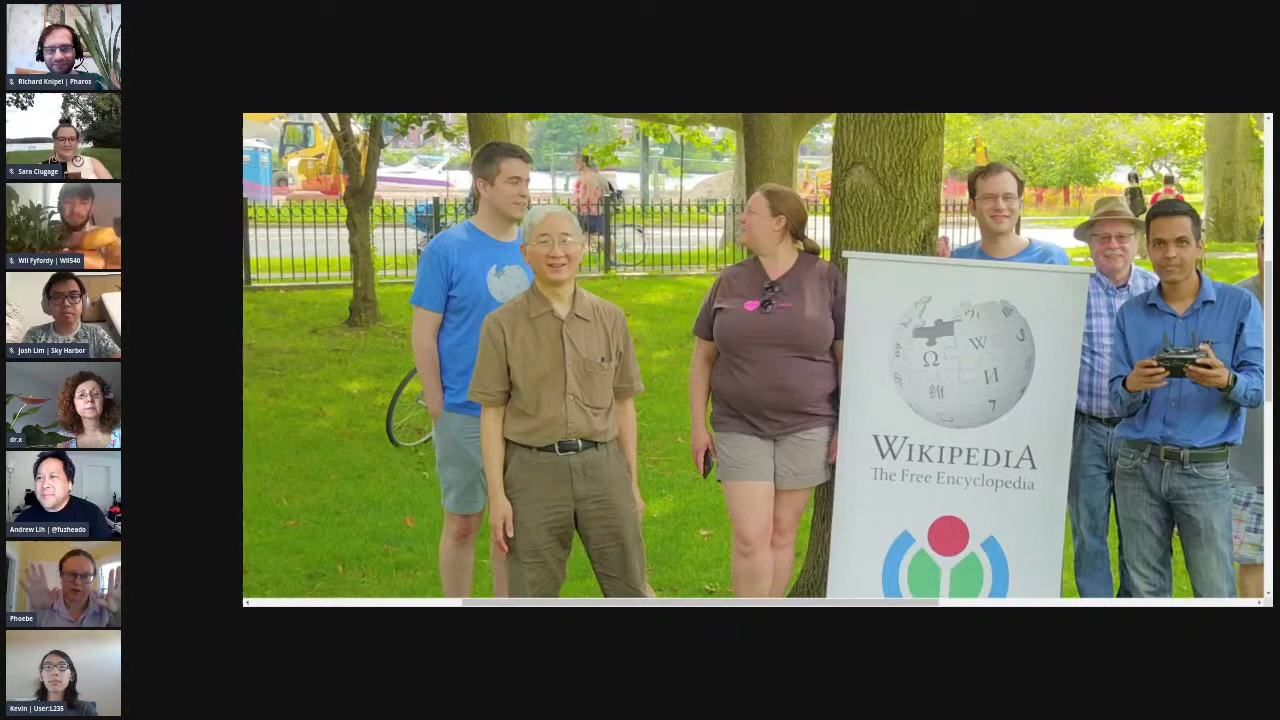 Richard Knipel | Pharos
Sara Clugage
Wil Fyfordy | Wil540
Josh Lim | Sky Harbor
dr.x
Andrew Lih | @fuzheado
Phoebe
Kevin | User:L235
Ω
W
И
7
WIKIPEDIA
The Free Encyclopedia